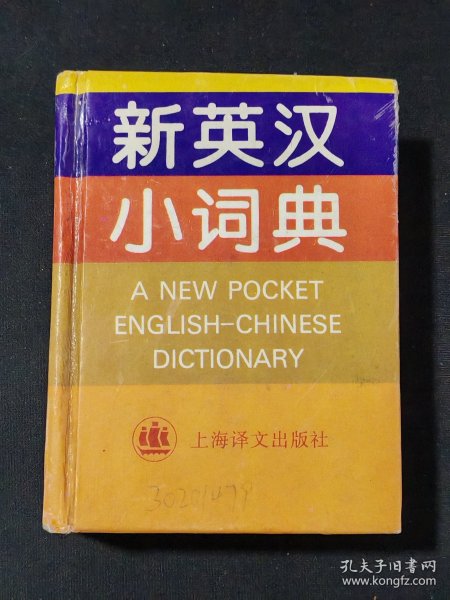 新英汉
小词典
A NEW POCKET
ENGLISH-CHINESE
DICTIONARY
上海译文出版社
孔夫子旧书网
www.kongfz.com